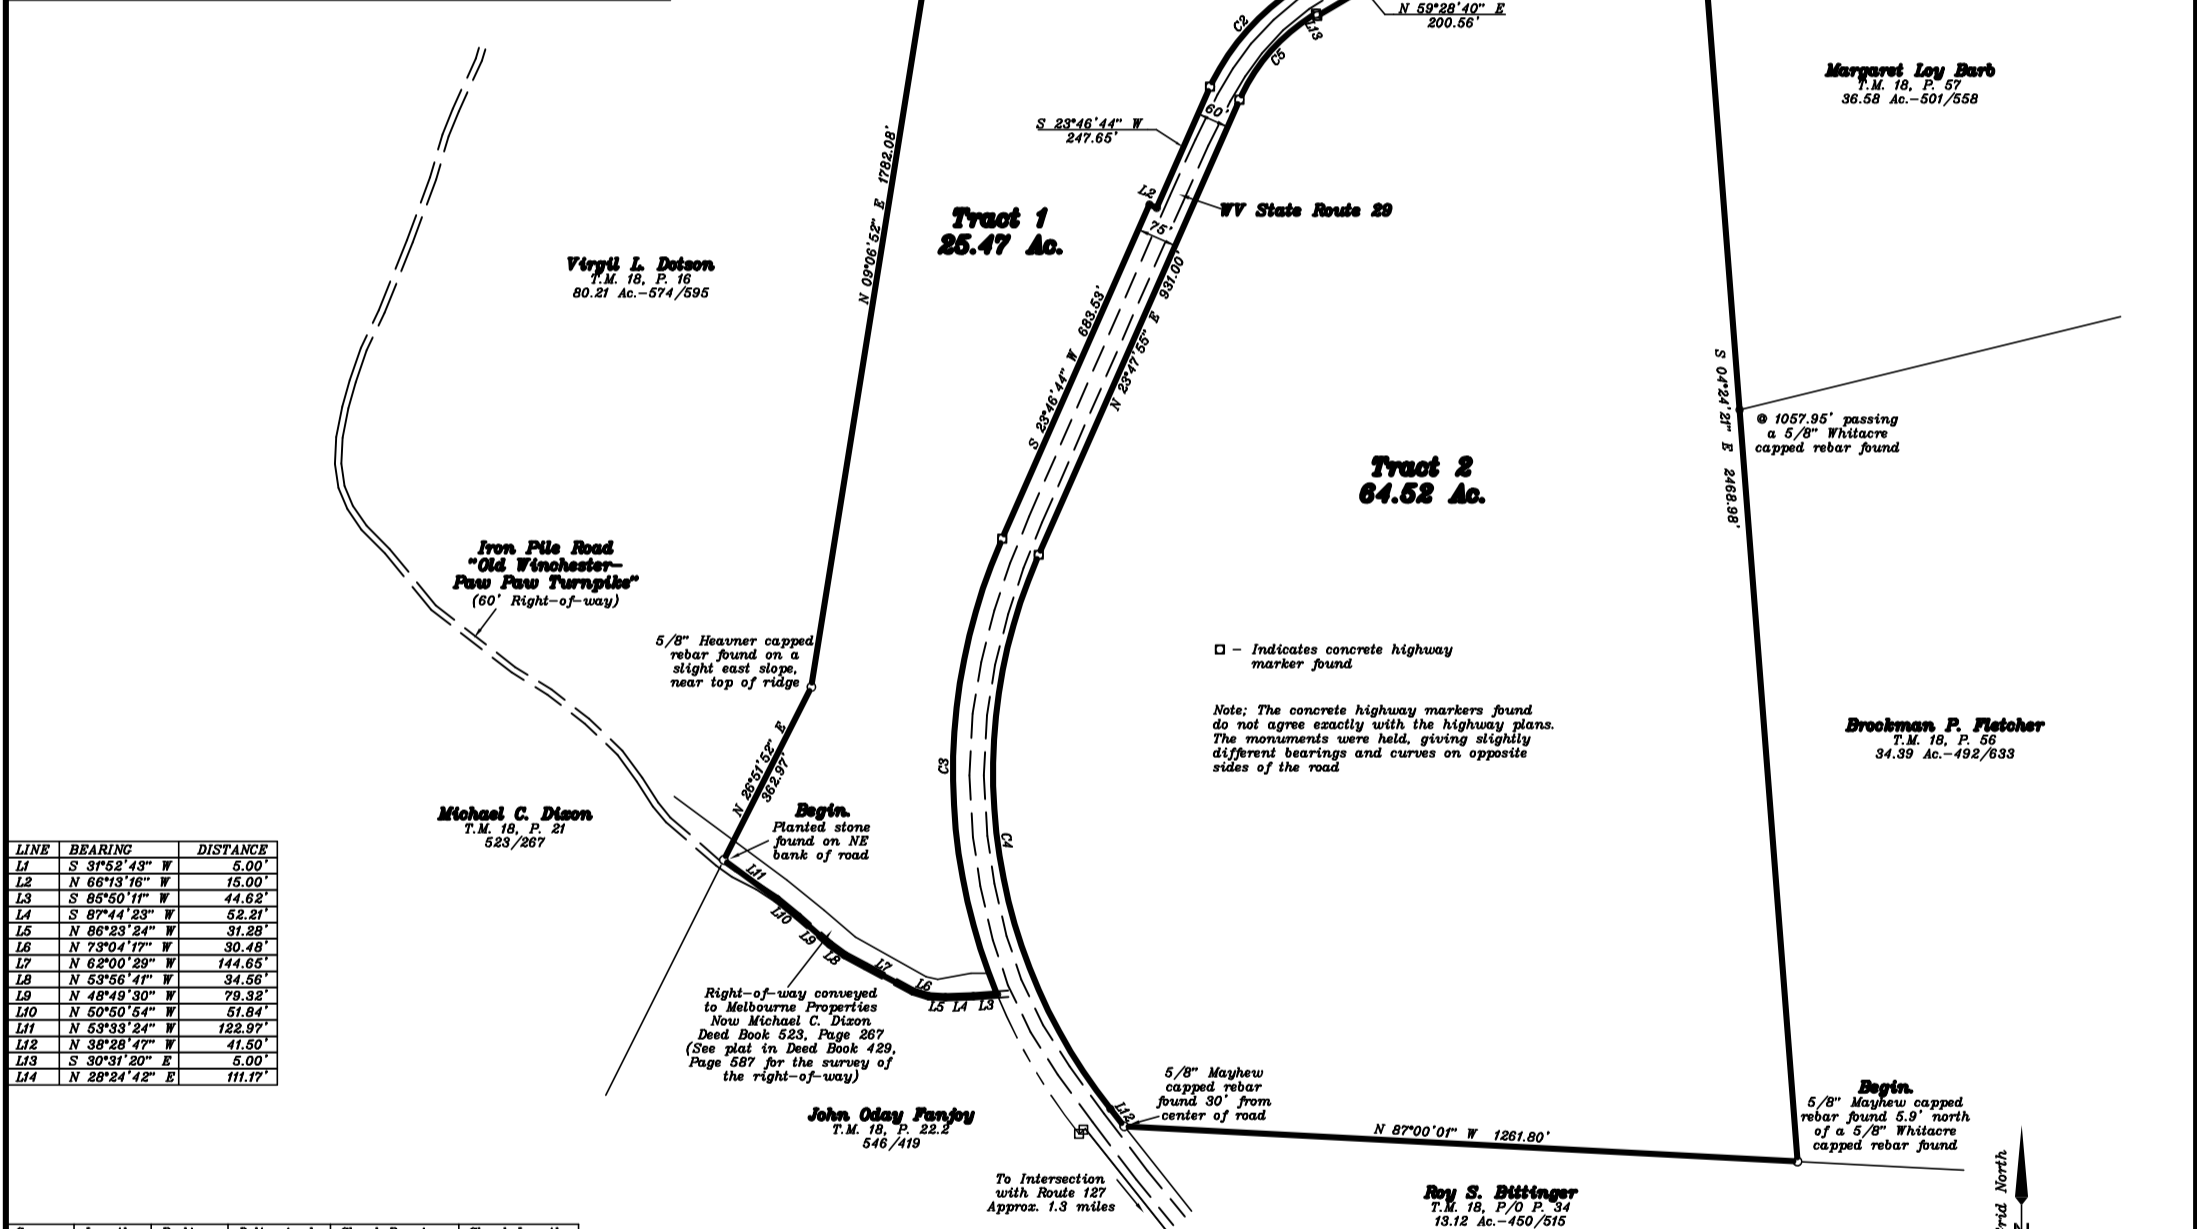 N 59°28'40" E
200.56'
C2
L13
C5
Margaret Loy Barb
T.M. 18, P. 57
36.58 Ac.-501/558
60'
S 23°46'44" W
247.65'
N 09°06'52" E 1782.08'
L2
Tract 1
25.47 Ac.
WV State Route 29
75'
Virgil L. Dotson
T.M. 18, P. 16
80.21 Ac.-574/595
S 23°46'44" W 683.53'
N 23°47'55" E 931.00'
S 04°24'21" E 2468.98'
@ 1057.95' passing
a 5/8" Whitacre
capped rebar found
Tract 2
64.52 Ac.
Iron Pile Road
"Old Winchester-
Paw Paw Turnpike"
(60' Right-of-way)
5/8" Heavner capped
rebar found on a
slight east slope,
near top of ridge
- Indicates concrete highway
marker found
Note; The concrete highway markers found
do not agree exactly with the highway plans.
The monuments were held, giving slightly
different bearings and curves on opposite
sides of the road
Brockman P. Fletcher
T.M. 18, P. 56
34.39 Ac.-492/633
C3
C4
N 26°51'52" E
362.97'
Michael C. Dixon
T.M. 18, P. 21
523/267
Begin.
Planted stone
found on NE
bank of road
LINE BEARING DISTANCE
L1 S 31°52'43" W 5.00'
L2 N 66°13'16" W 15.00'
L3 S 85°50'11" W 44.62'
L4 S 87°44'23" W 52.21'
L5 N 86°23'24" W 31.28'
L6 N 73°04'17" W 30.48'
L7 N 62°00'29" W 144.65'
L8 N 53°56'41" W 34.56'
L9 N 48°49'30" W 79.32'
L10 N 50°50'54" W 51.84'
L11 N 53°33'24" W 122.97'
L12 N 38°28'47" W 41.50'
L13 S 30°31'20" E 5.00'
L14 N 28°24'42" E 111.17'
L11
L10
L9
L8
L7
L6
L5 L4 L3
Right-of-way conveyed
to Melbourne Properties
Now Michael C. Dixon
Deed Book 523, Page 267
(See plat in Deed Book 429,
Page 587 for the survey of
the right-of-way)
John Oday Fanjoy
T.M. 18, P. 22.2
546/419
5/8" Mayhew
capped rebar
found 30' from
center of road
L12
N 87°00'01" W 1261.80'
Begin.
5/8" Mayhew capped
rebar found 5.9' north
of a 5/8" Whitacre
capped rebar found
To Intersection
with Route 127
Approx. 1.3 miles
Roy S. Bittinger
T.M. 18, P/O P. 34
13.12 Ac.-450/515
North